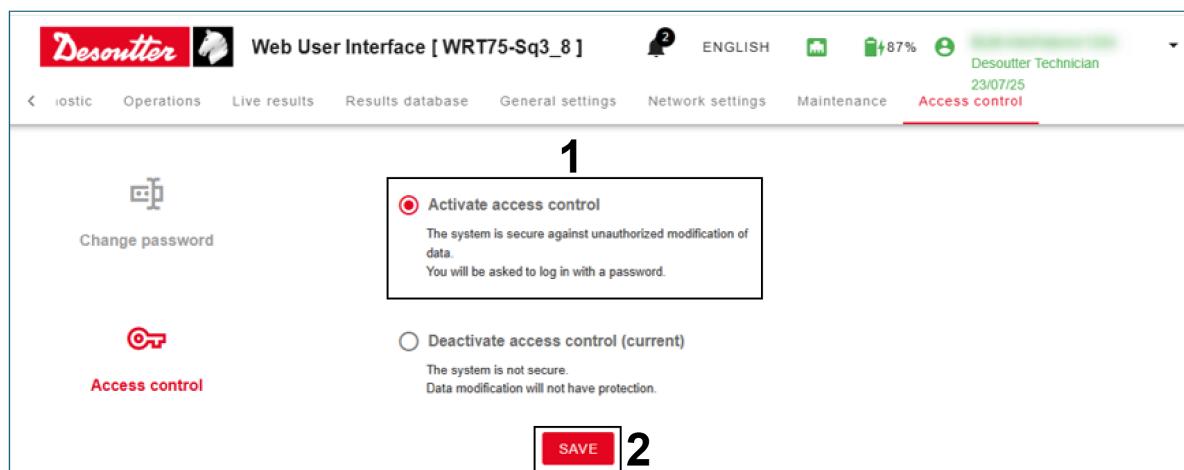 Desoutter
Web User Interface [ WRT75-Sq3_8 ]
2
ENGLISH
87%
Desoutter Technician
23/07/25
iostic Operations Live results Results database General settings Network settings Maintenance Access control
1
Change password
Activate access control
The system is secure against unauthorized modification of
data.
You will be asked to log in with a password.
Access control
Deactivate access control (current)
The system is not secure.
Data modification will not have protection.
SAVE
2